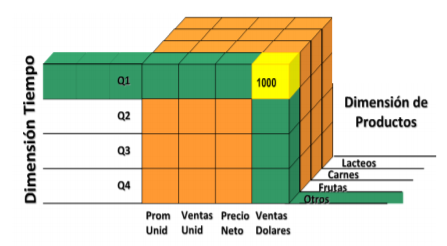 Dimensión Tiempo
Q1
1000
Q2
Q3
Q4
Dimensión de
Productos
Lacteos
Carnes
Frutas
Otros
Prom Ventas Precio Ventas
Unid Unid Neto Dolares